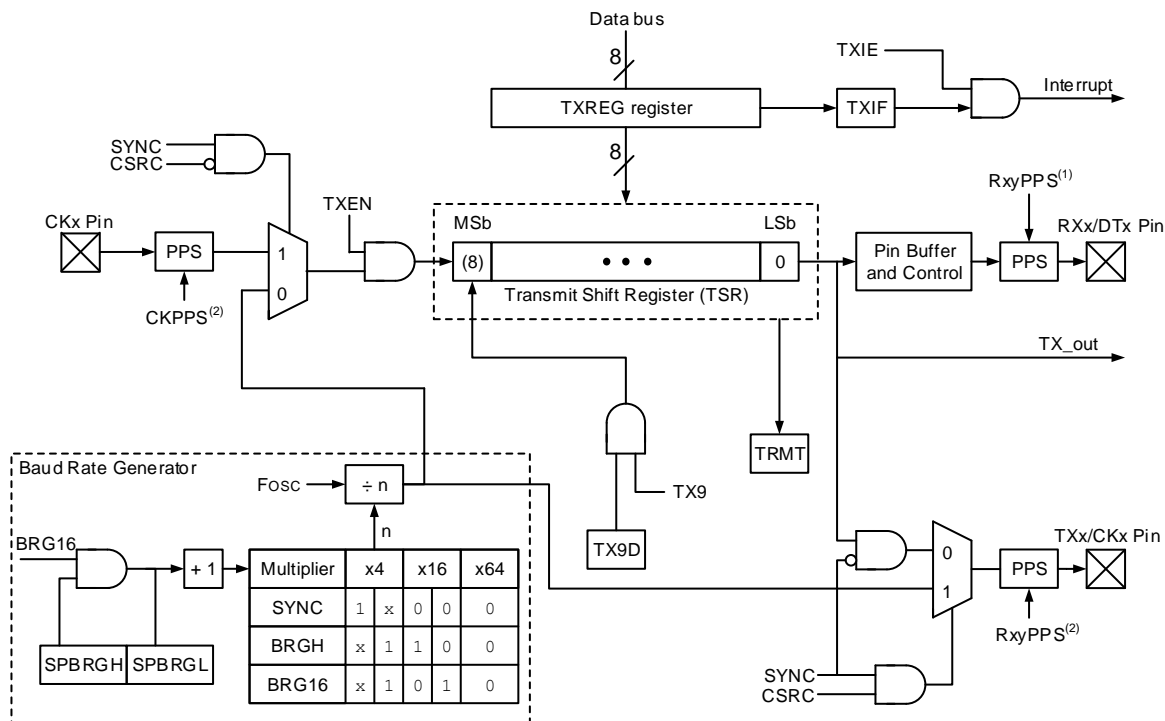 Data bus
8
TXIE
Interrupt
TXREG register
TXIF
SYNC
CSRC
8
RxyPPS(1)
TXEN
CKx Pin
MSb
LSb
RXx/DTx Pin
PPS
1
0
(8)
• • •
0
Pin Buffer
and Control
PPS
Transmit Shift Register (TSR)
CKPPS(2)
TX_out
TRMT
Baud Rate Generator
Fosc
÷ n
TX9
n
TX9D
BRG16
+ 1
Multiplier x4 x16 x64
SYNC 1 x 0 0 0
BRGH x 1 1 0 0
BRG16 x 1 0 1 0
SPBRGH SPBRGL
TXx/CKx Pin
0
1
PPS
RxyPPS(2)
SYNC
CSRC